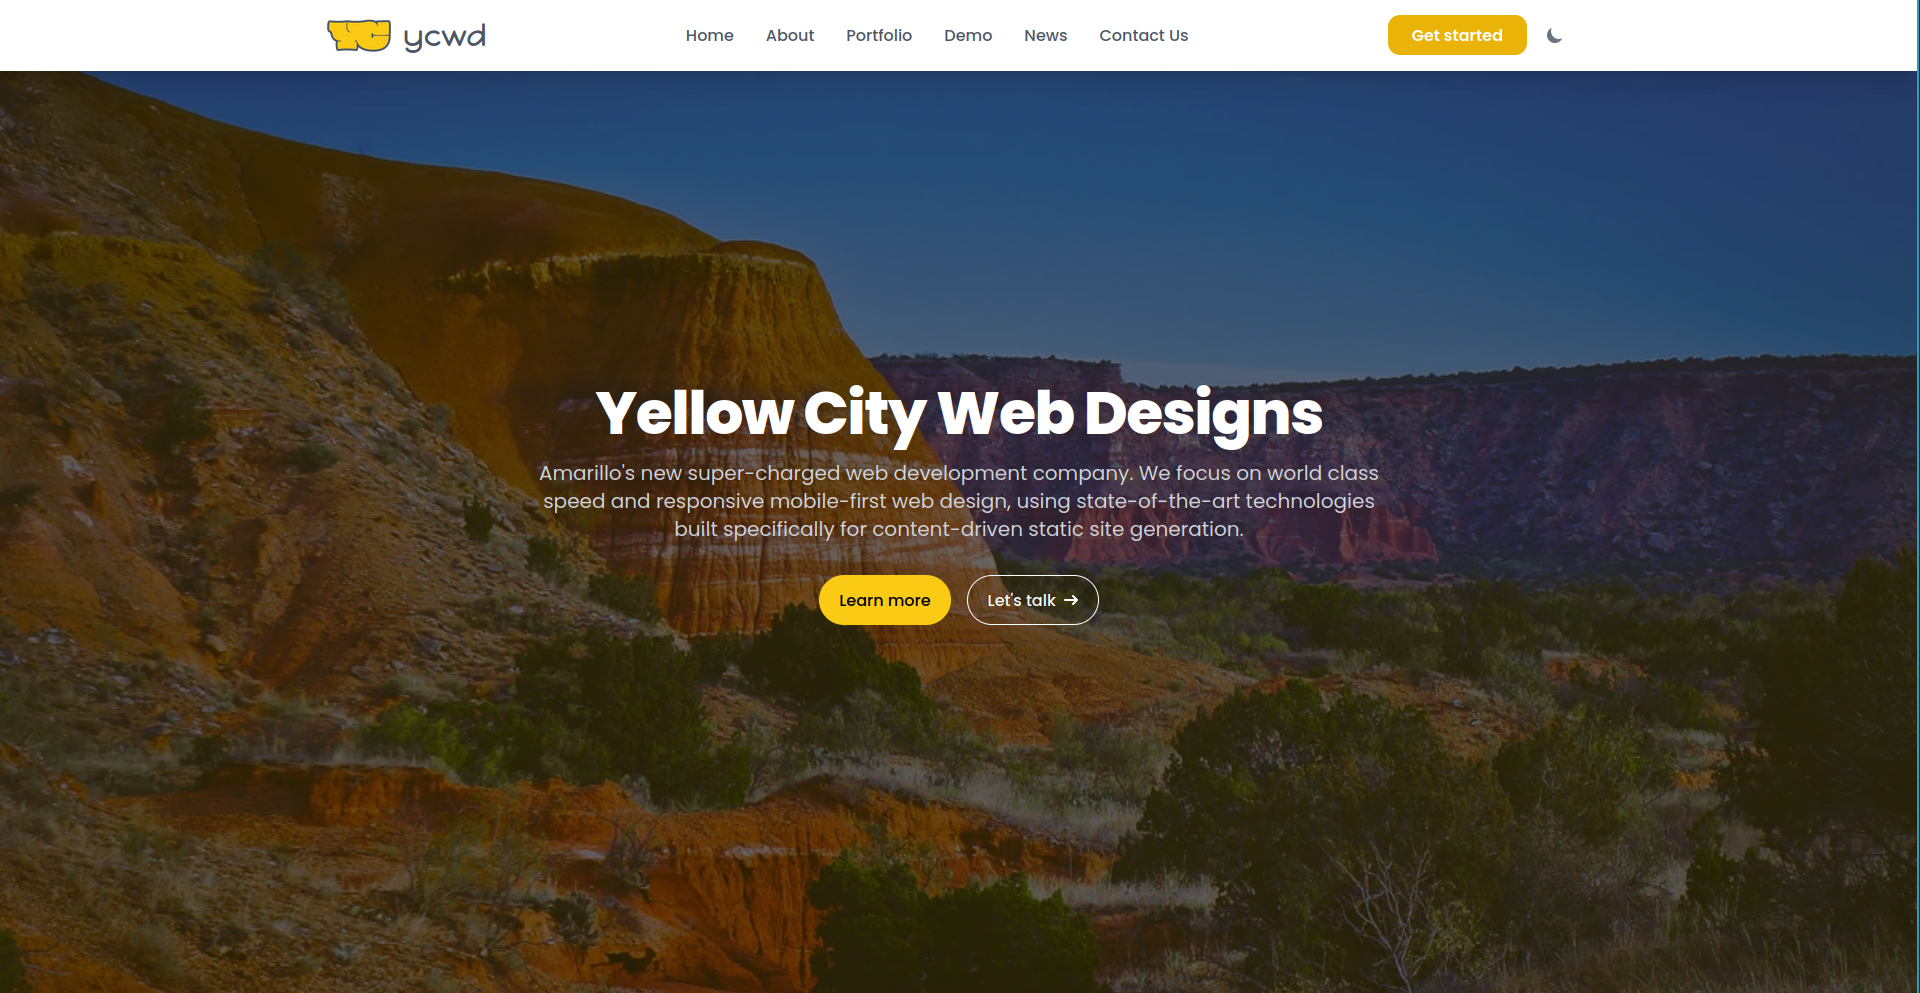 ycwd
Home About Portfolio Demo News Contact Us
Get started
Yellow City Web Designs
Amarillo's new super-charged web development company. We focus on world class
speed and responsive mobile-first web design, using state-of-the-art technologies
built specifically for content-driven static site generation.
Learn more
Let's talk →